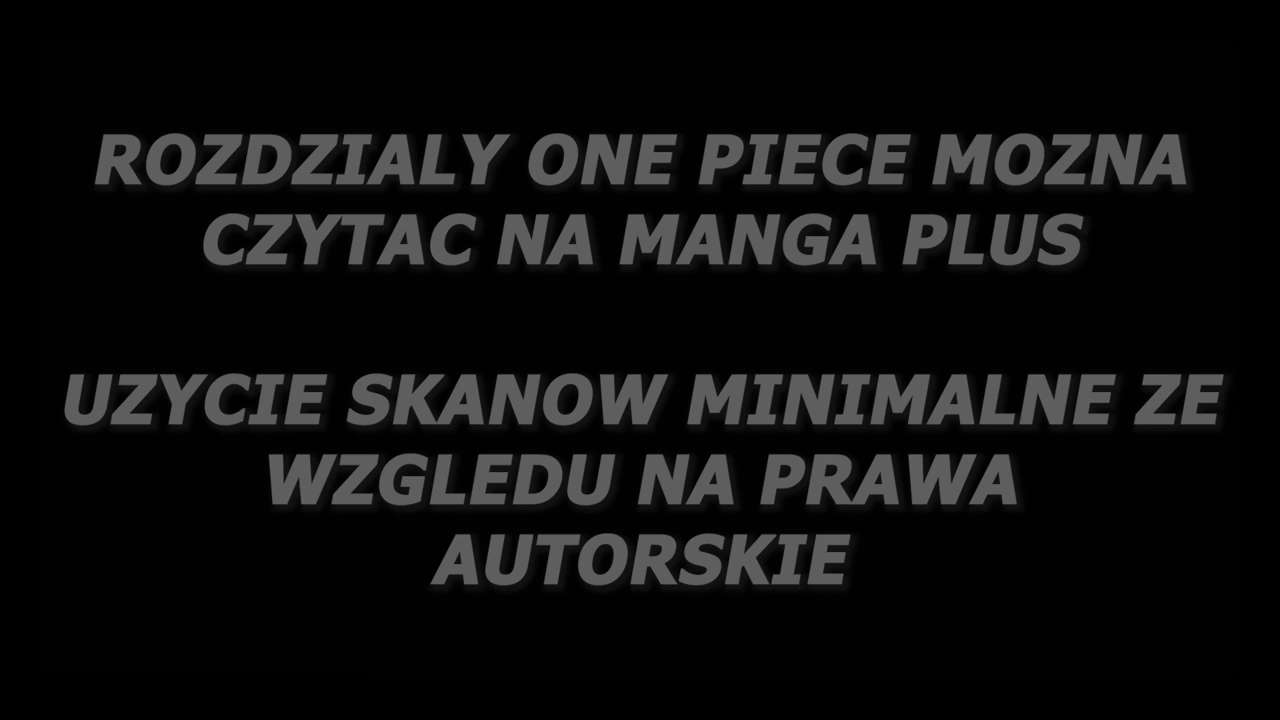 ROZDZIALY ONE PIECE MOZNA
CZYTAC NA MANGA PLUS
UZYCIE SKANOW MINIMALNE ZE
WZGLEDU NA PRAWA
AUTORSKIE